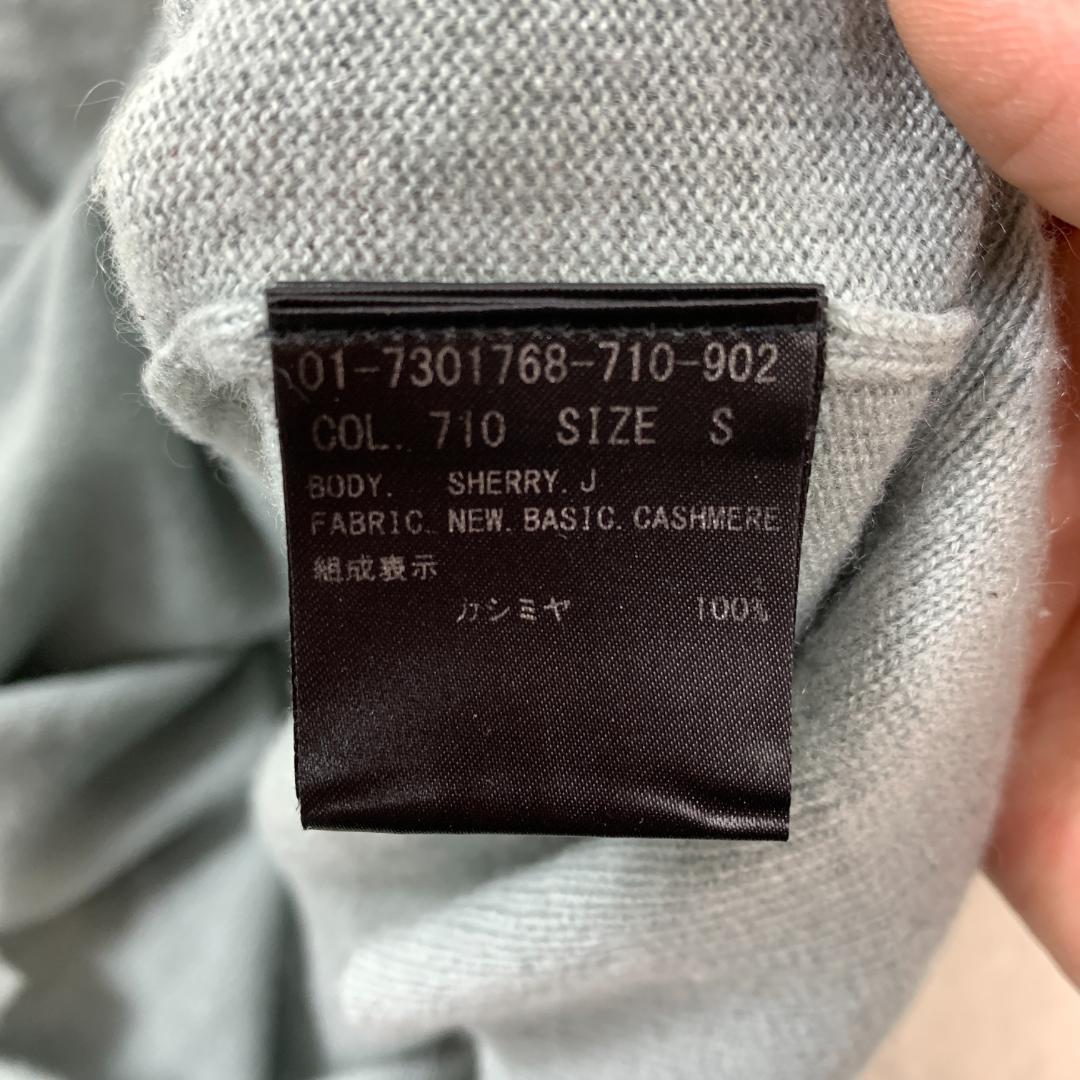 01-7301768-710-902
COL. 710 SIZE S
BODY. SHERRY.J
FABRIC. NEW.BASIC.CASHMERE
組成表示
カシミヤ 100%